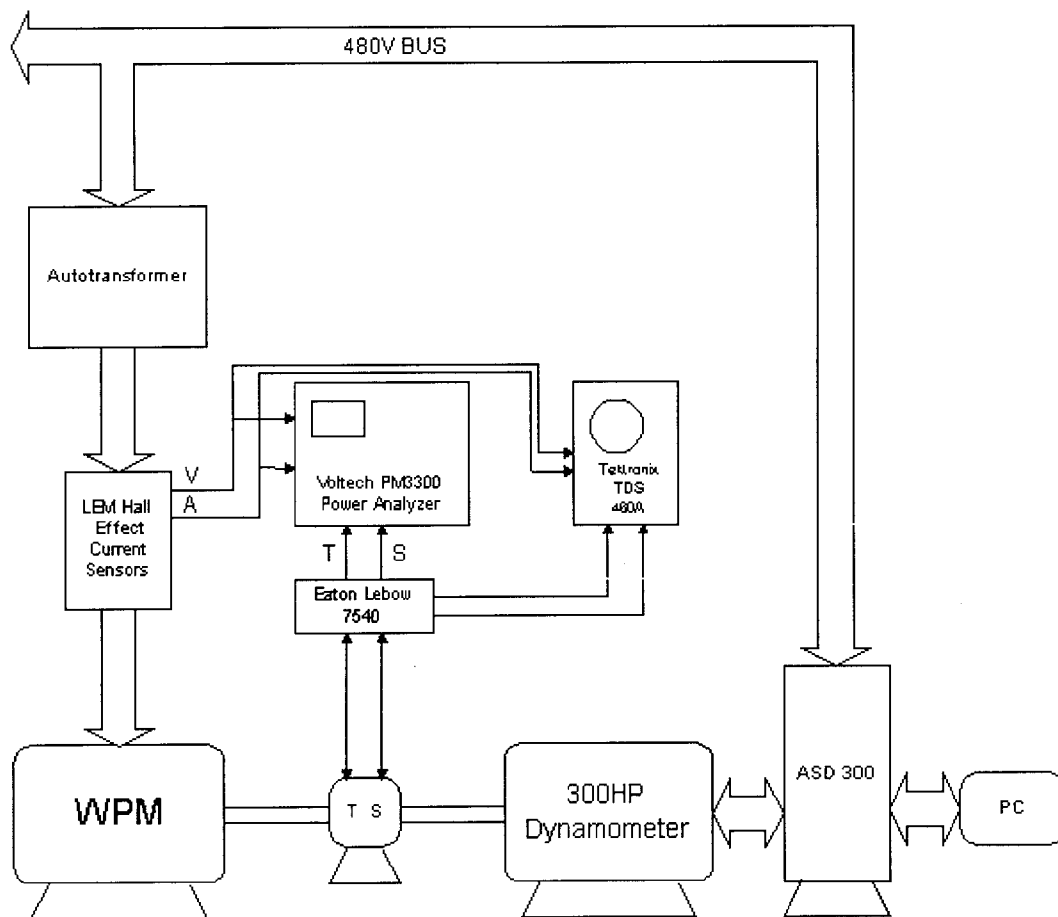 480V BUS
Autotransformer
V
A
LEM Hall
Effect
Current
Sensors
Voltech PM3300
Power Analyzer
Tektronix
TDS
460A
T
S
Eaton Lebow
7540
WPM
T S
300HP
Dynamometer
ASD 300
PC